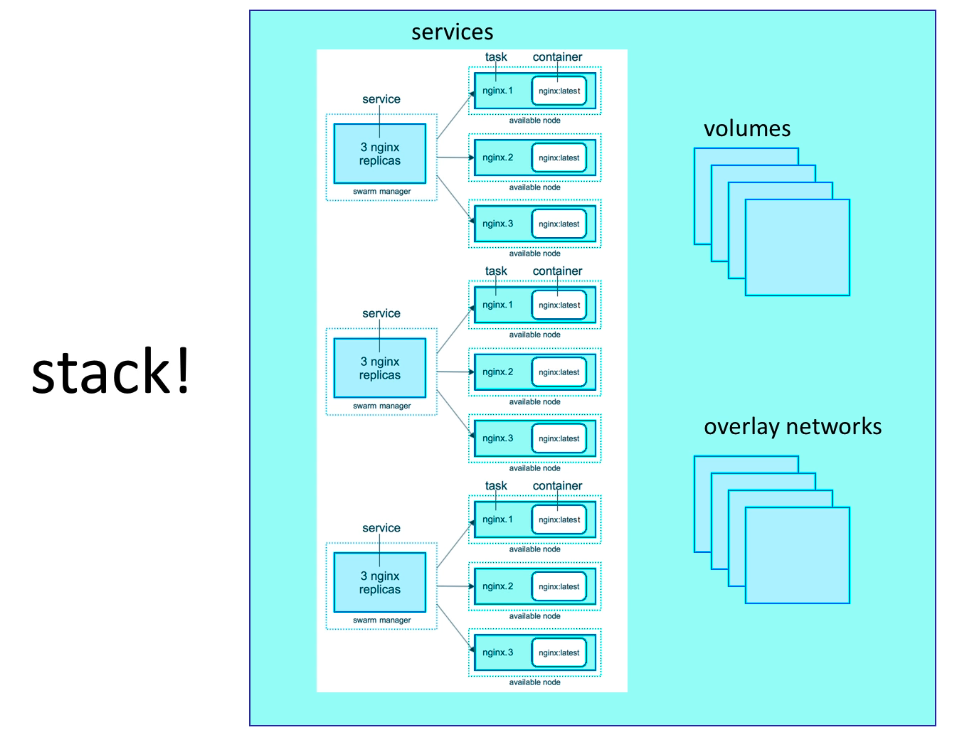 stack!
services
task container
service
nginx.1 nginx:latest
available node
3 nginx
replicas
nginx.2 nginx:latest
swarm manager
available node
nginx.3 nginx:latest
available node
task container
service
nginx.1 nginx:latest
available node
3 nginx
replicas
nginx.2 nginx:latest
swarm manager
available node
nginx.3 nginx:latest
available node
task container
service
nginx.1 nginx:latest
available node
3 nginx
replicas
nginx.2 nginx:latest
swarm manager
available node
nginx.3 nginx:latest
available node
volumes
overlay networks